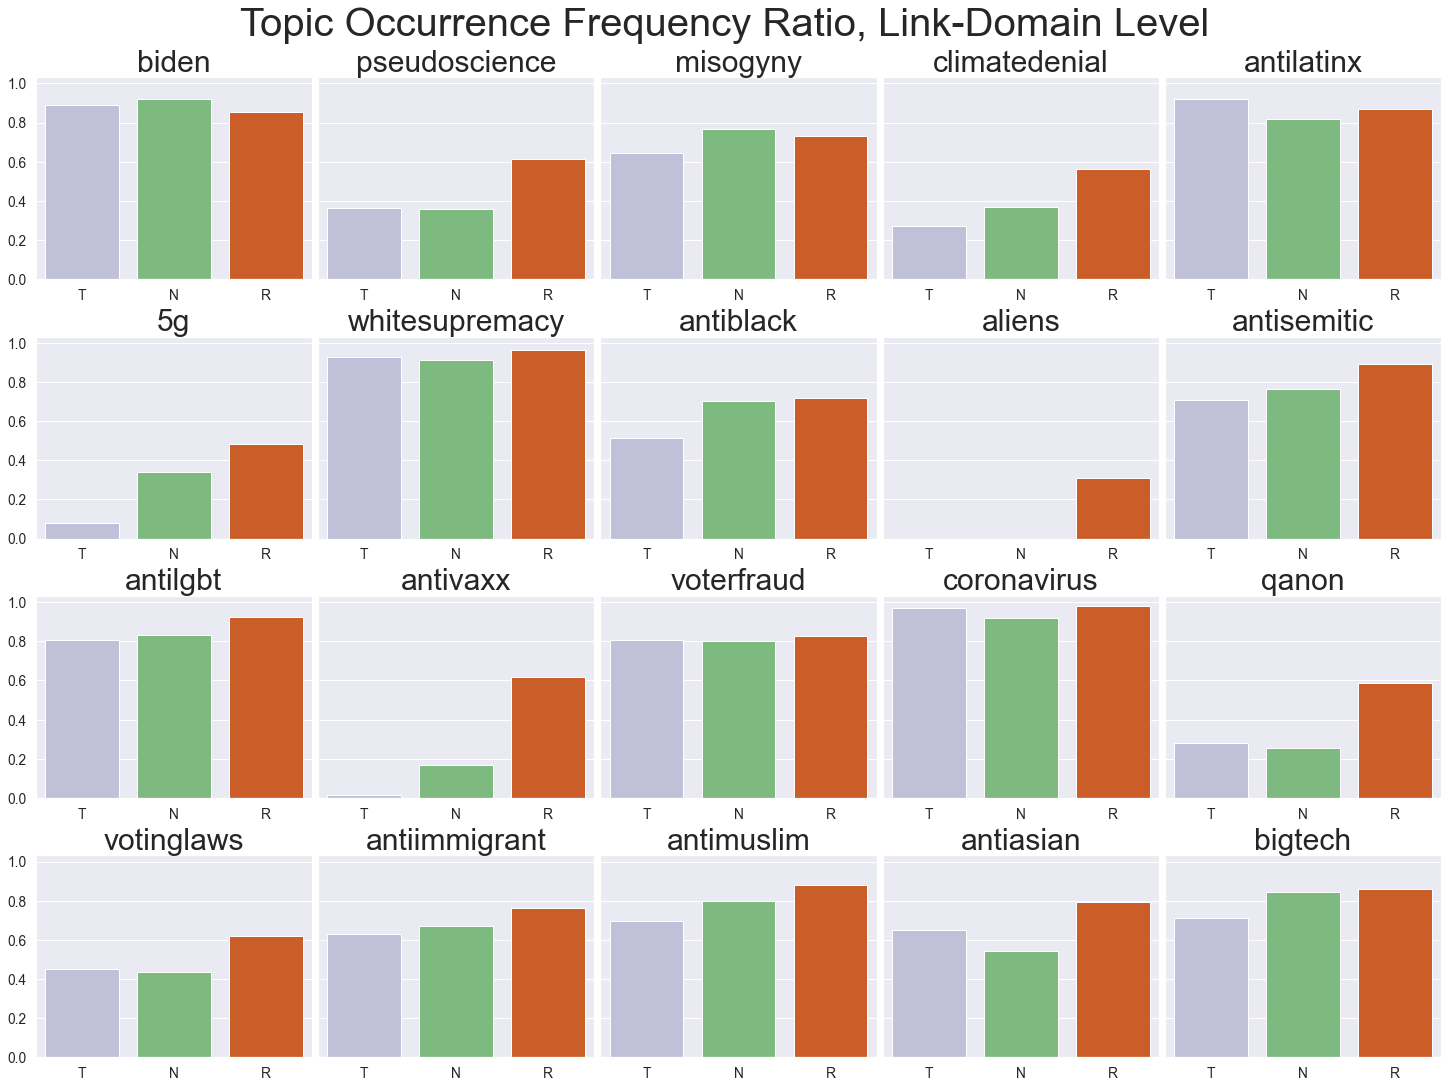 Topic Occurrence Frequency Ratio, Link-Domain Level
biden pseudoscience misogyny climatedenial antilatinx
1.0
0.8
0.6
0.4
0.2
0.0
T N R T N R T N R T N R T N R
5g whitesupremacy antiblack aliens antisemitic
1.0
0.8
0.6
0.4
0.2
0.0
T N R T N R T N R T N R T N R
antilgbt antivaxx voterfraud coronavirus qanon
1.0
0.8
0.6
0.4
0.2
0.0
T N R T N R T N R T N R T N R
votinglaws antiimmigrant antimuslim antiasian bigtech
1.0
0.8
0.6
0.4
0.2
0.0
T N R T N R T N R T N R T N R